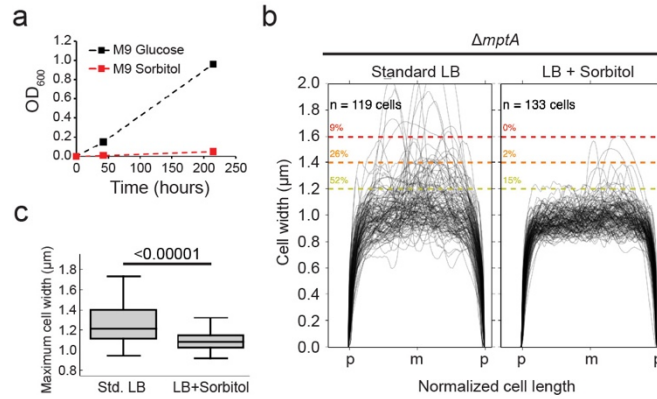 a
M9 Glucose
M9 Sorbitol
OD600
1.2
1.0
0.8
0.6
0.4
0.2
0.0
0 50 100 150 200 250
Time (hours)
b
ΔmptA
Standard LB
LB + Sorbitol
n = 119 cells
n = 133 cells
9%
26%
52%
0%
2%
15%
Cell width (μm)
2.0
1.8
1.6
1.4
1.2
1.0
0.8
0.6
0.4
0.2
0.0
p m p
p m p
Normalized cell length
c
<0.00001
Maximum cell width (μm)
1.8
1.6
1.4
1.2
1.0
0.8
Std. LB
LB+Sorbitol